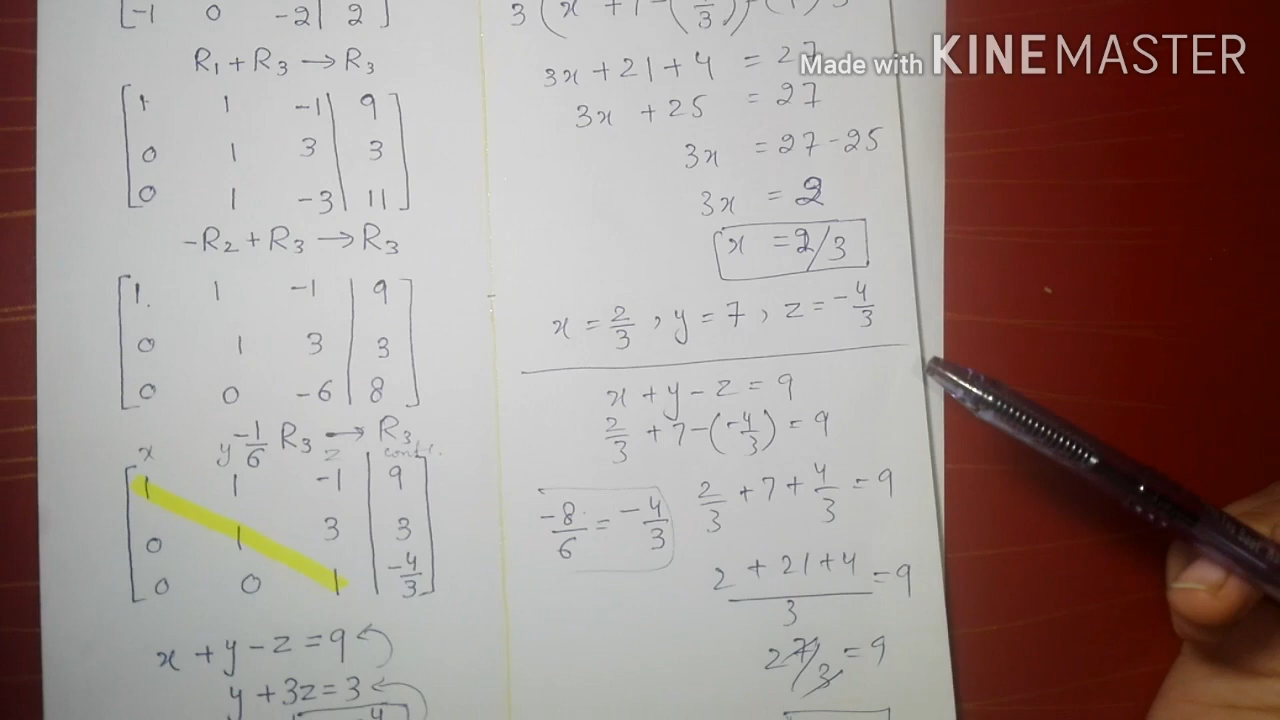 [-1 0 -2 | 2]
R1 + R3 → R3
[1 1 -1 | 9
0 1 3 | 3
0 1 -3 | 11]
-R2 + R3 → R3
[1. 1 -1 | 9
0 1 3 | 3
0 0 -6 | 8]
-1/6 R3 → R3
x y z
[1 1 -1 | 9
0 1 3 | 3
0 0 1 | -4/3]
x + y - z = 9
y + 3z = 3
3x + 21 + 4 = 27
3x + 25 = 27
3x = 27 - 25
3x = 2
x = 2/3
x = 2/3 , y = 7 , z = -4/3
x + y - z = 9
2/3 + 7 - (-4/3) = 9
2/3 + 7 + 4/3 = 9
-8/6 = -4/3
2 + 21 + 4 / 3 = 9
27/3 = 9
Made with KINEMASTER